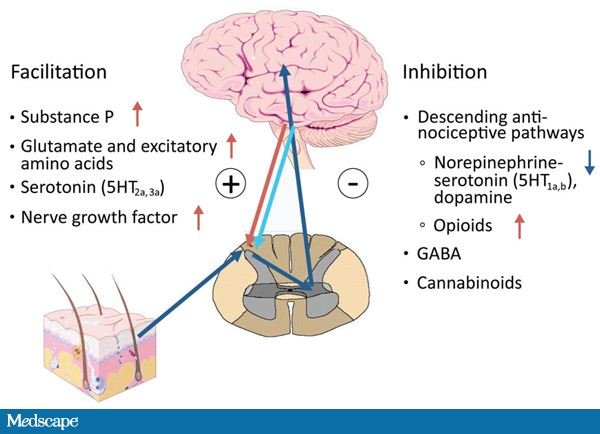 Facilitation
• Substance P
• Glutamate and excitatory
amino acids
• Serotonin (5HT2a,3a)
• Nerve growth factor
+
-
Inhibition
• Descending anti-
nociceptive pathways
◦ Norepinephrine-
serotonin (5HT1a,b),
dopamine
◦ Opioids
• GABA
• Cannabinoids
Medscape